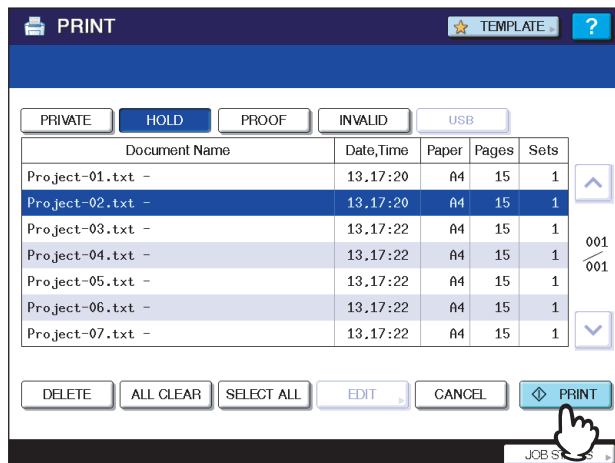 PRINT TEMPLATE ?
PRIVATE HOLD PROOF INVALID USB
Document Name Date,Time Paper Pages Sets
Project-01.txt - 13,17:20 A4 15 1
Project-02.txt - 13,17:20 A4 15 1
Project-03.txt - 13,17:22 A4 15 1
Project-04.txt - 13,17:22 A4 15 1
Project-05.txt - 13,17:22 A4 15 1
Project-06.txt - 13,17:22 A4 15 1
Project-07.txt - 13,17:22 A4 15 1
001
001
DELETE ALL CLEAR SELECT ALL EDIT CANCEL PRINT
JOB